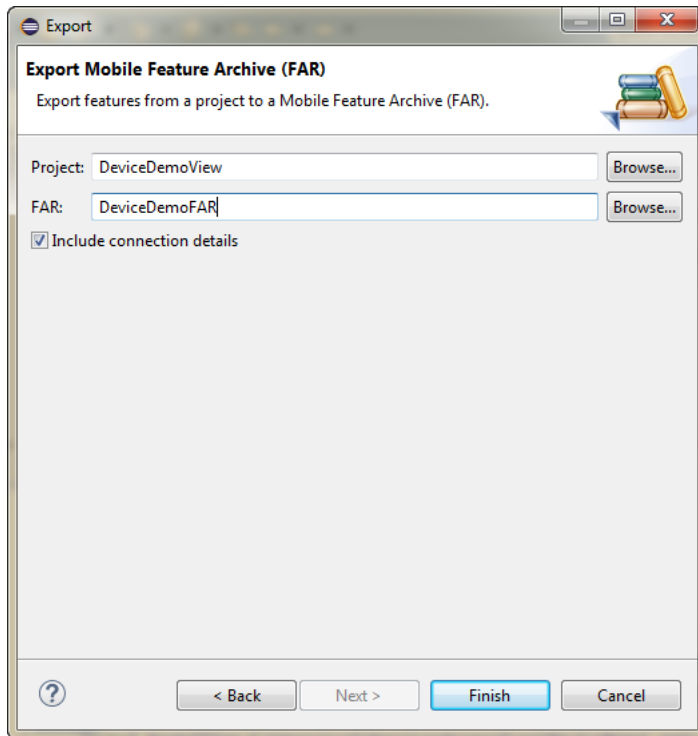 Export
Export Mobile Feature Archive (FAR)
Export features from a project to a Mobile Feature Archive (FAR).
Project: DeviceDemoView Browse...
FAR: DeviceDemoFAR Browse...
Include connection details
? < Back Next > Finish Cancel